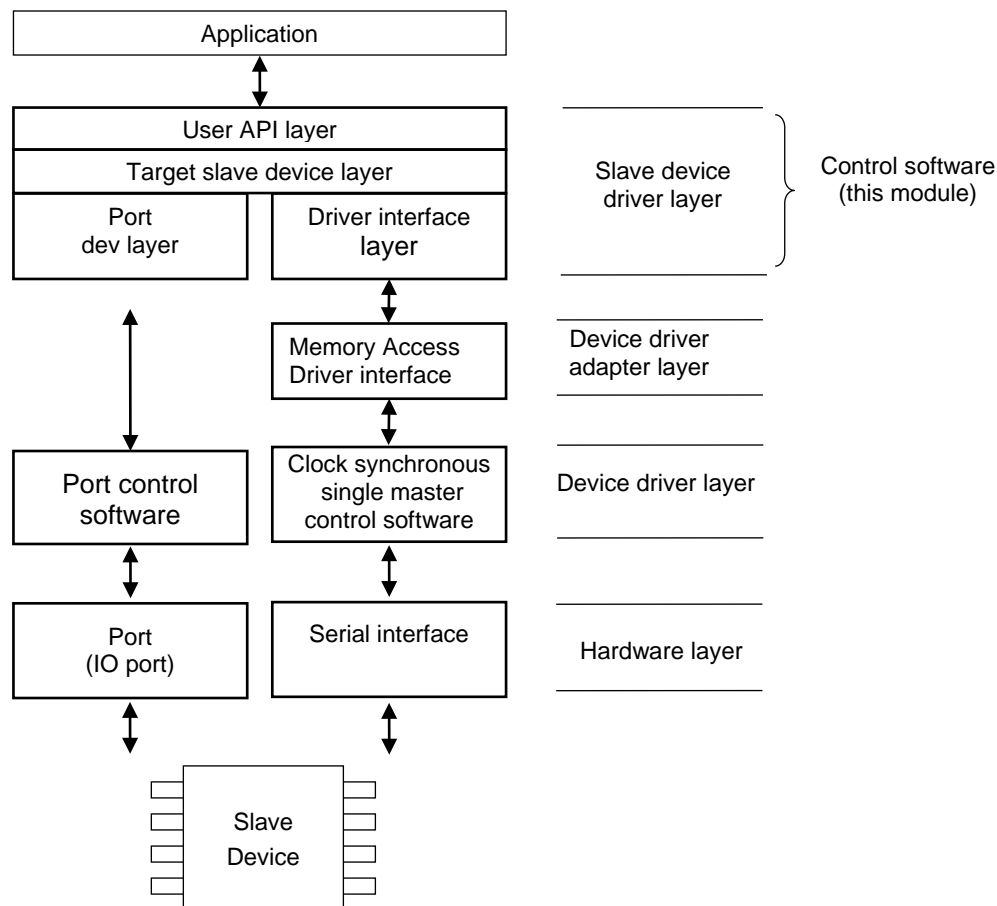 Application
User API layer
Target slave device layer
Port
dev layer
Driver interface
layer
Slave device
driver layer
Control software
(this module)
Memory Access
Driver interface
Device driver
adapter layer
Port control
software
Clock synchronous
single master
control software
Device driver layer
Port
(IO port)
Serial interface
Hardware layer
Slave
Device